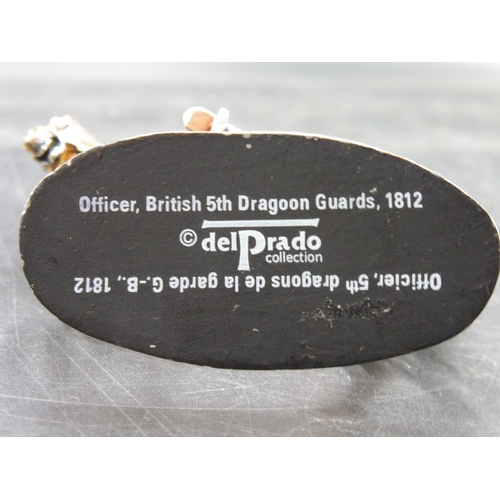 Officer, British 5th Dragoon Guards, 1812
© delPrado
collection
Officier, 5th dragons de la garde G.-B., 1812